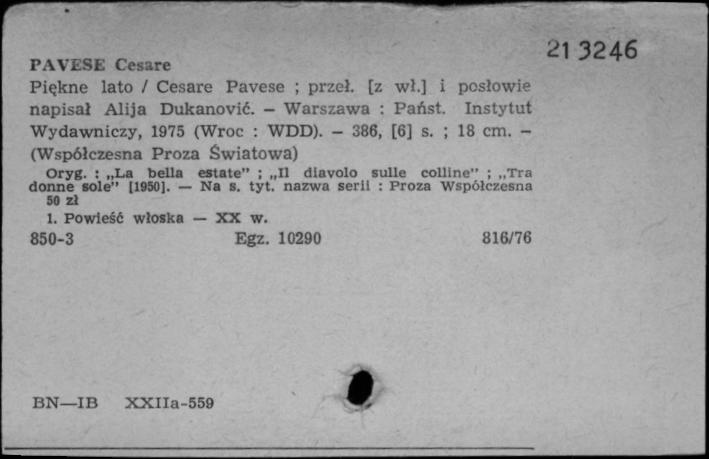 213246
PAVESE Cesare
Piękne lato / Cesare Pavese ; przeł. [z wł.] i posłowie
napisał Alija Dukanović. — Warszawa : Państ. Instytut
Wydawniczy, 1975 (Wroc : WDD). — 386, [6] s. ; 18 cm. —
(Współczesna Proza Światowa)
Oryg. : „La bella estate" ; „Il diavolo sulle colline" ; „Tra
donne sole" [1950]. — Na s. tyt. nazwa serii : Proza Współczesna
50 zł
1. Powieść włoska — XX w.
850-3 Egz. 10290 816/76
BN—IB XXIIa-559